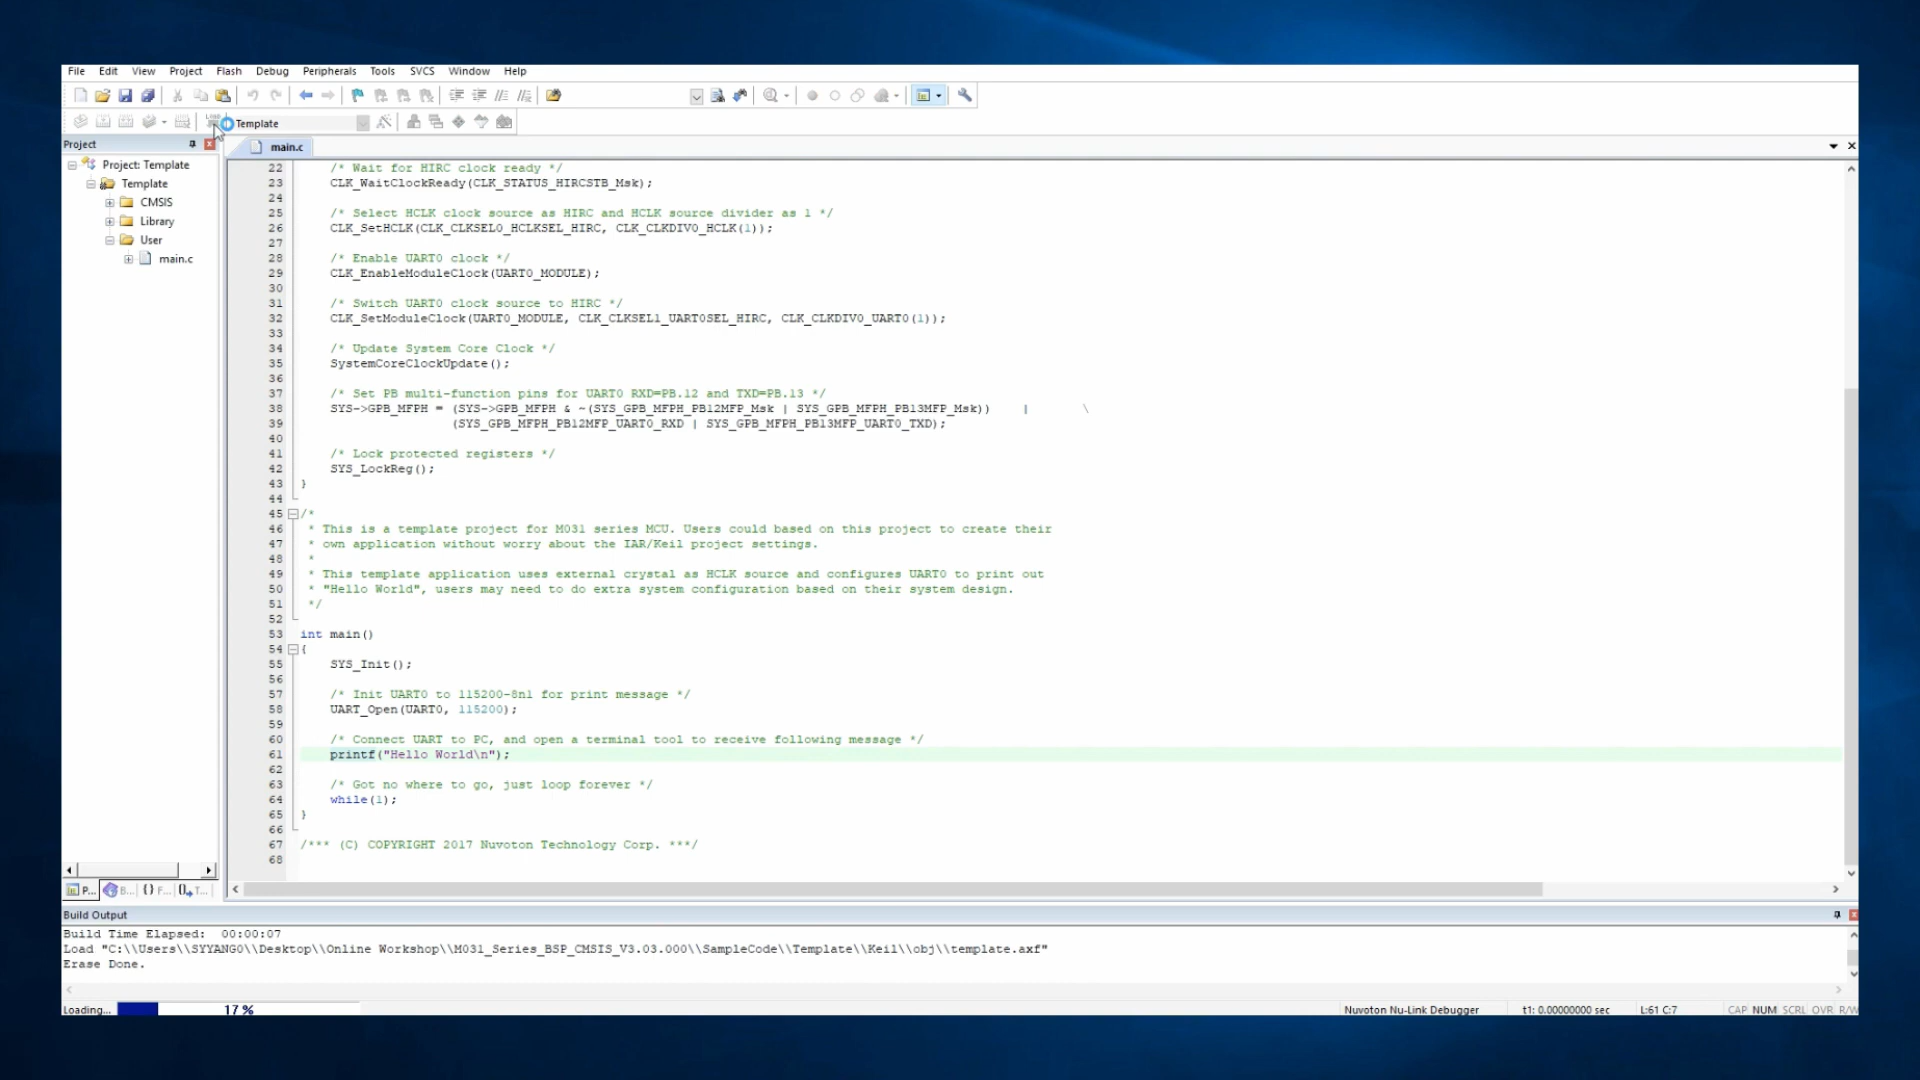 File Edit View Project Flash Debug Peripherals Tools SVCS Window Help
LOAD Template
Project
main.c
Project: Template
Template
CMSIS
Library
User
main.c
22 /* Wait for HIRC clock ready */
23 CLK_WaitClockReady(CLK_STATUS_HIRCSTB_Msk);
24
25 /* Select HCLK clock source as HIRC and HCLK source divider as 1 */
26 CLK_SetHCLK(CLK_CLKSEL0_HCLKSEL_HIRC, CLK_CLKDIV0_HCLK(1));
27
28 /* Enable UART0 clock */
29 CLK_EnableModuleClock(UART0_MODULE);
30
31 /* Switch UART0 clock source to HIRC */
32 CLK_SetModuleClock(UART0_MODULE, CLK_CLKSEL1_UART0SEL_HIRC, CLK_CLKDIV0_UART0(1));
33
34 /* Update System Core Clock */
35 SystemCoreClockUpdate();
36
37 /* Set PB multi-function pins for UART0 RXD=PB.12 and TXD=PB.13 */
38 SYS->GPB_MFPH = (SYS->GPB_MFPH & ~(SYS_GPB_MFPH_PB12MFP_Msk | SYS_GPB_MFPH_PB13MFP_Msk)) | \
39 (SYS_GPB_MFPH_PB12MFP_UART0_RXD | SYS_GPB_MFPH_PB13MFP_UART0_TXD);
40
41 /* Lock protected registers */
42 SYS_LockReg();
43 }
44
45 /*
46 * This is a template project for M031 series MCU. Users could based on this project to create their
47 * own application without worry about the IAR/Keil project settings.
48 *
49 * This template application uses external crystal as HCLK source and configures UART0 to print out
50 * "Hello World", users may need to do extra system configuration based on their system design.
51 */
52
53 int main()
54 {
55 SYS_Init();
56
57 /* Init UART0 to 115200-8n1 for print message */
58 UART_Open(UART0, 115200);
59
60 /* Connect UART to PC, and open a terminal tool to receive following message */
61 printf("Hello World\n");
62
63 /* Got no where to go, just loop forever */
64 while(1);
65 }
66
67 /*** (C) COPYRIGHT 2017 Nuvoton Technology Corp. ***/
68
P... B... {} F... T...
Build Output
Build Time Elapsed: 00:00:07
Load "C:\\Users\\SYYANG0\\Desktop\\Online Workshop\\M031_Series_BSP_CMSIS_V3.03.000\\SampleCode\\Template\\Keil\\obj\\template.axf"
Erase Done.
Loading... 17 % Nuvoton Nu-Link Debugger t1: 0.00000000 sec L:61 C:7 CAP NUM SCRL OVR R/W